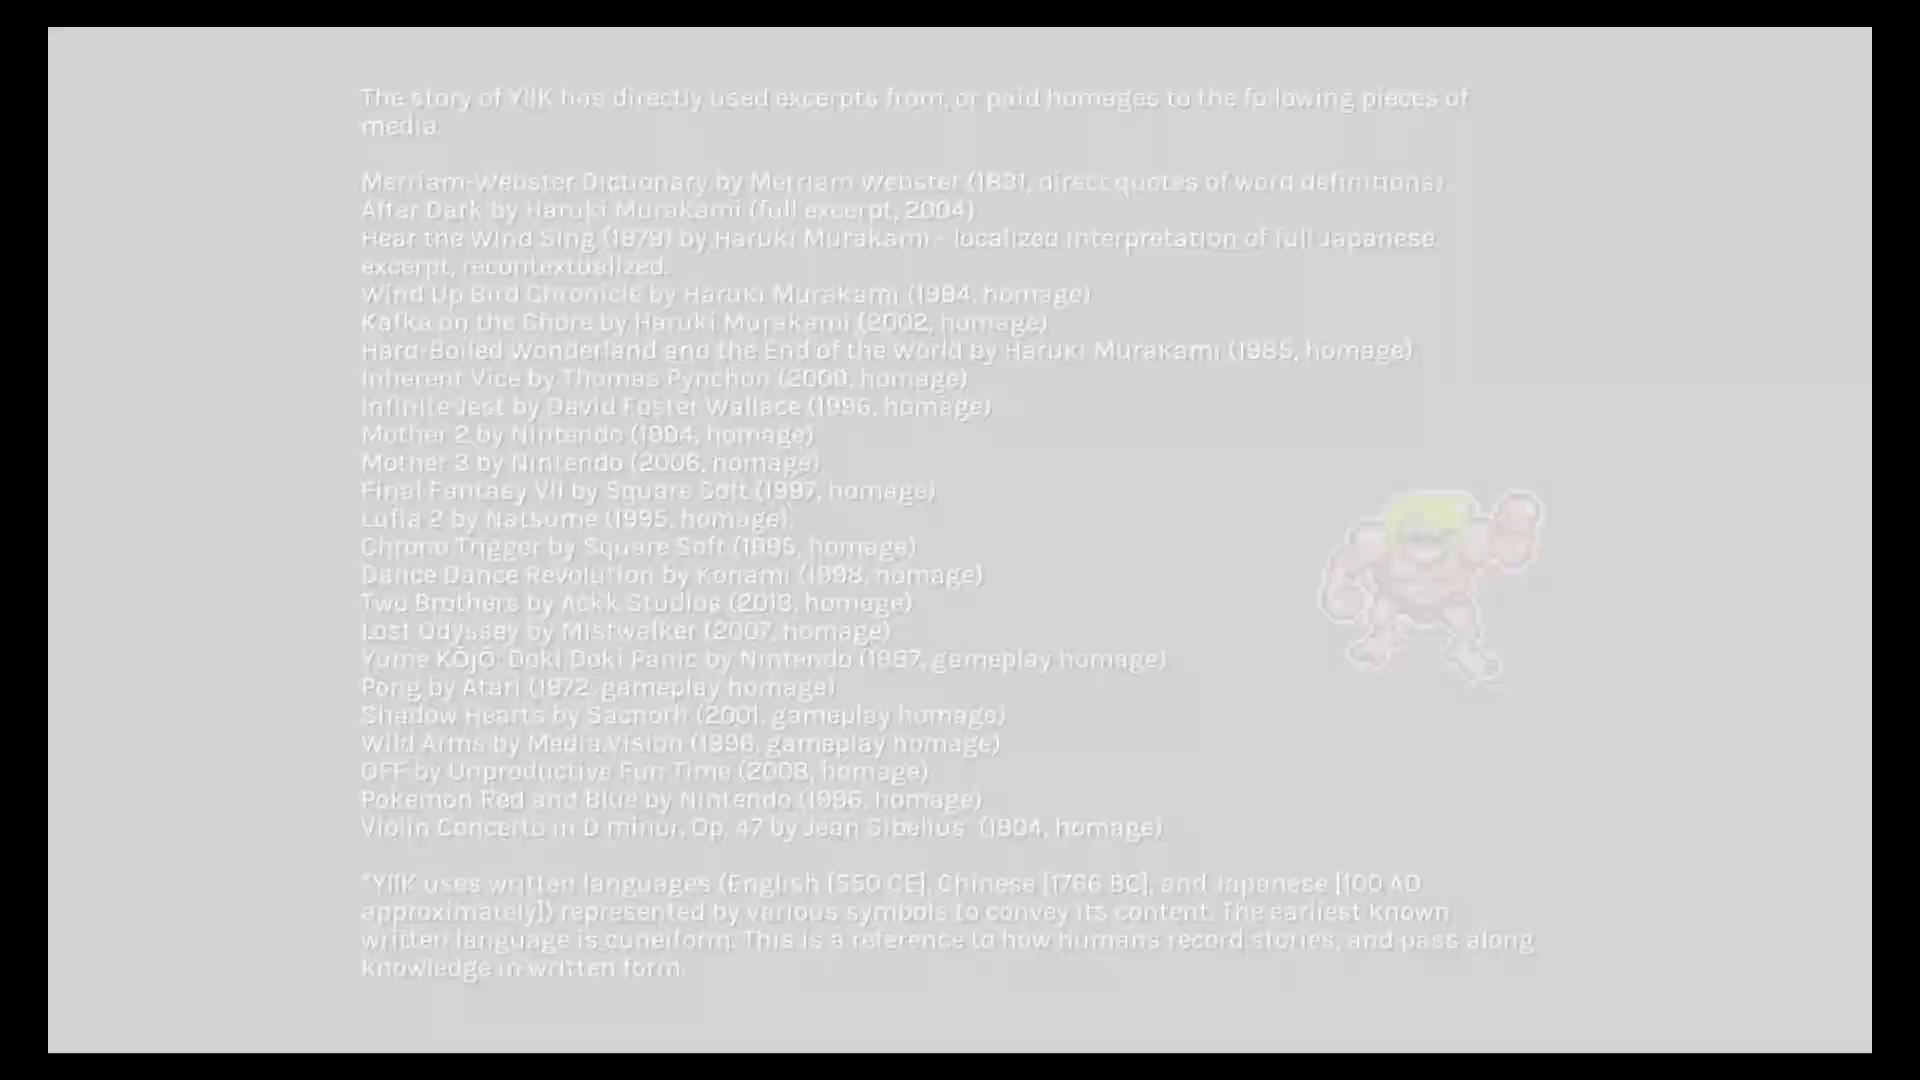 The story of YIIK has directly used excerpts from, or paid homages to the following pieces of
media.
Merriam-Webster Dictionary by Merriam Webster (1831, direct quotes of word definitions).
After Dark by Haruki Murakami (full excerpt, 2004)
Hear the Wind Sing (1979) by Haruki Murakami - localized interpretation of full Japanese
excerpt, recontextualized.
Wind Up Bird Chronicle by Haruki Murakami (1994, homage)
Kafka on the Shore by Haruki Murakami (2002, homage)
Hard-Boiled Wonderland and the End of the World by Haruki Murakami (1985, homage)
Inherent Vice by Thomas Pynchon (2000, homage)
Infinite Jest by David Foster Wallace (1996, homage)
Mother 2 by Nintendo (1994, homage)
Mother 3 by Nintendo (2006, homage)
Final Fantasy VII by Square Soft (1997, homage)
Lufia 2 by Natsume (1995, homage)
Chrono Trigger by Square Soft (1995, homage)
Dance Dance Revolution by Konami (1998, homage)
Two Brothers by Ackk Studios (2013, homage)
Lost Odyssey by Mistwalker (2007, homage)
Yume KŌjŌ: Doki Doki Panic by Nintendo (1987, gameplay homage)
Pong by Atari (1972, gameplay homage)
Shadow Hearts by Sacnoth (2001, gameplay homage)
Wild Arms by Media.Vision (1996, gameplay homage)
OFF by Unproductive Fun Time (2008, homage)
Pokemon Red and Blue by Nintendo (1996, homage)
Violin Concerto in D minor, Op. 47 by Jean Sibelius (1904, homage)
*YIIK uses written languages (English [550 CE], Chinese [1766 BC], and Japanese [100 AD
approximately]) represented by various symbols to convey its content. The earliest known
written language is cuneiform. This is a reference to how humans record stories, and pass along
knowledge in written form.